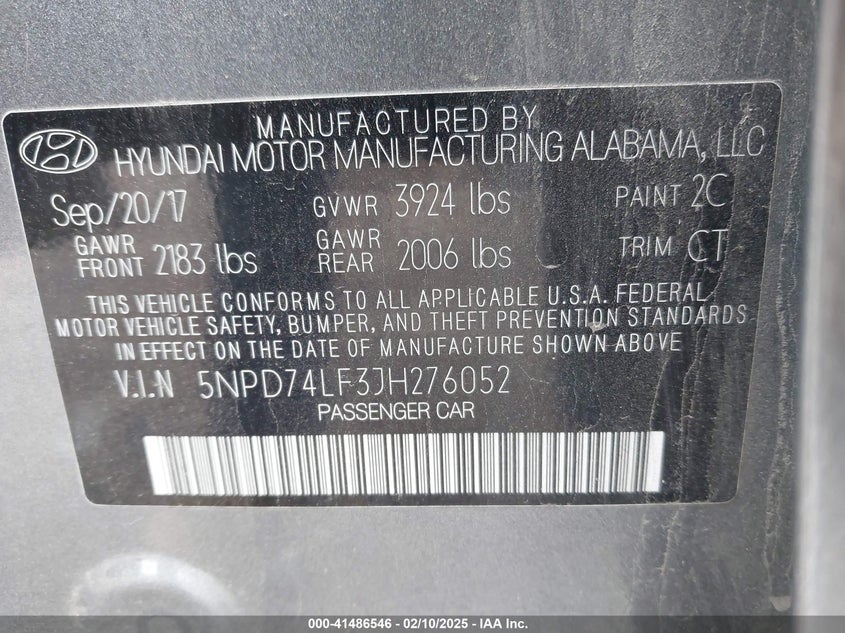 MANUFACTURED BY
HYUNDAI MOTOR MANUFACTURING ALABAMA, LLC
Sep/20/17 GVWR 3924 lbs PAINT 2C
GAWR FRONT 2183 lbs GAWR REAR 2006 lbs TRIM CT
THIS VEHICLE CONFORMS TO ALL APPLICABLE U.S.A. FEDERAL
MOTOR VEHICLE SAFETY, BUMPER, AND THEFT PREVENTION STANDARDS
IN EFFECT ON THE DATE OF MANUFACTURE SHOWN ABOVE.
V.I.N 5NPD74LF3JH276052
PASSENGER CAR
000-41486546 - 02/10/2025 - IAA Inc.